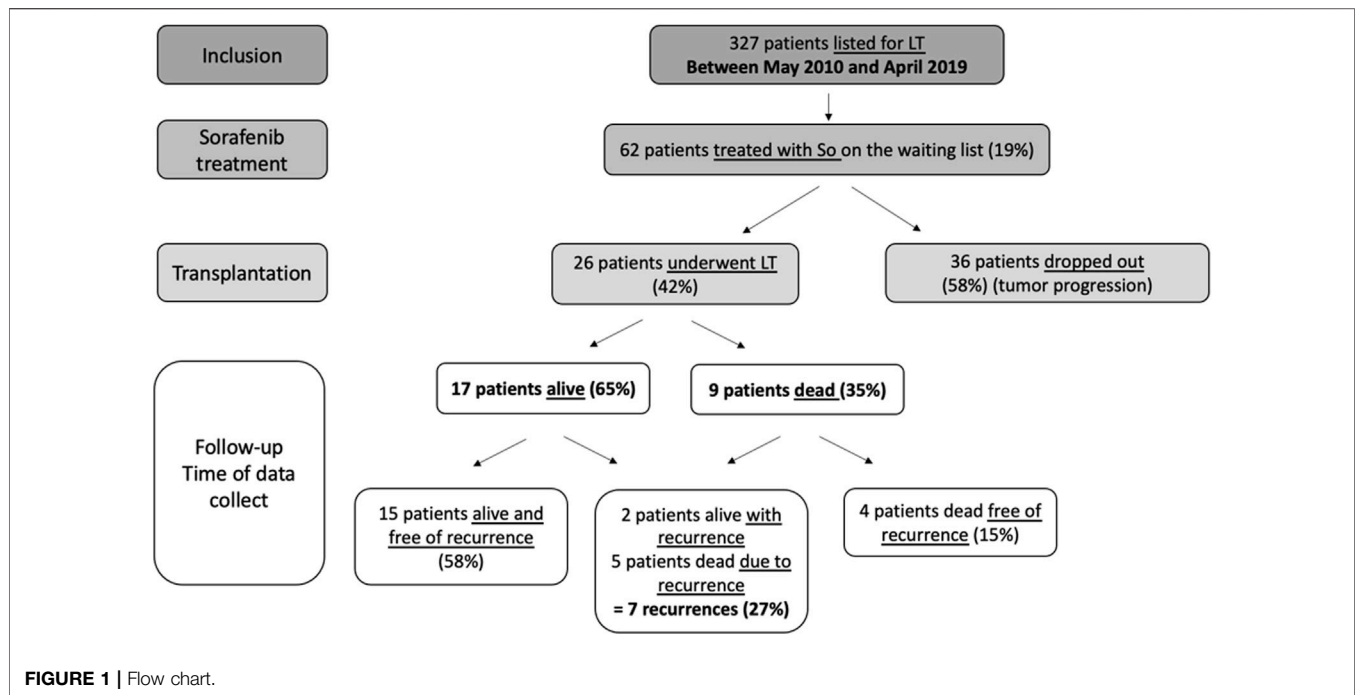 Inclusion
327 patients listed for LT
Between May 2010 and April 2019
Sorafenib
treatment
62 patients treated with So on the waiting list (19%)
Transplantation
26 patients underwent LT
(42%)
36 patients dropped out
(58%) (tumor progression)
17 patients alive (65%)
9 patients dead (35%)
Follow-up
Time of data
collect
15 patients alive and
free of recurrence
(58%)
2 patients alive with
recurrence
5 patients dead due to
recurrence
= 7 recurrences (27%)
4 patients dead free of
recurrence (15%)
FIGURE 1 | Flow chart.